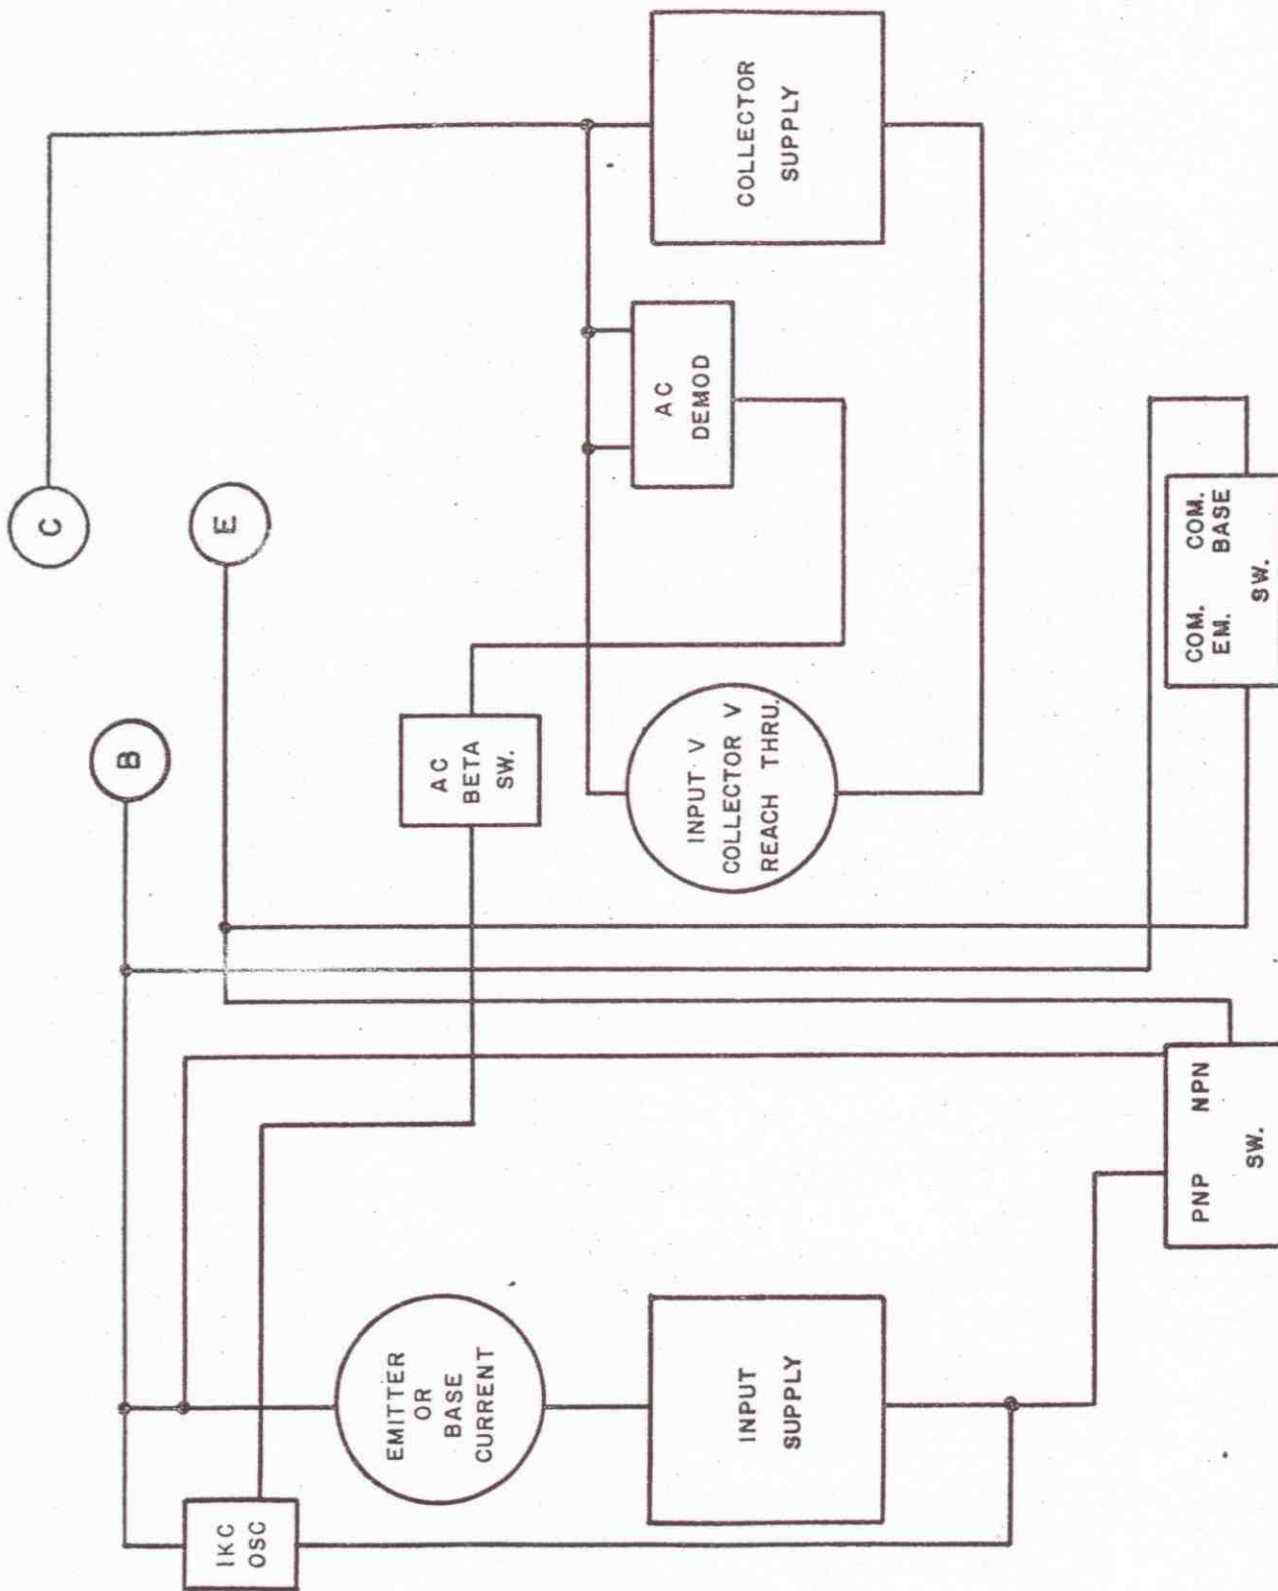 C
B
E
COLLECTOR
SUPPLY
AC
DEMOD
AC
BETA
SW.
INPUT V
COLLECTOR V
REACH THRU.
COM.
EM.
COM.
BASE
SW.
IKC
OSC
EMITTER
OR
BASE
CURRENT
INPUT
SUPPLY
PNP NPN
SW.